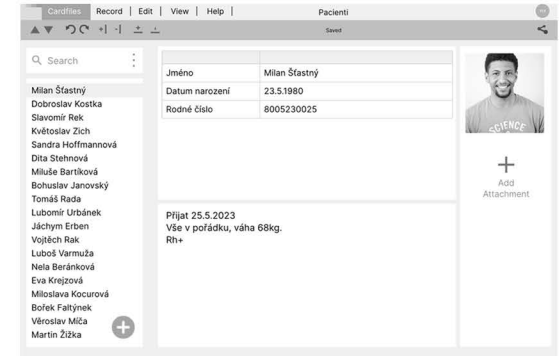 Cardfiles Record | Edit | View | Help | Pacienti
Saved
Search
Milan Šťastný
Dobroslav Kostka
Slavomír Rek
Květoslav Zich
Sandra Hoffmannová
Dita Stehnová
Miluše Bartíková
Bohuslav Janovský
Tomáš Rada
Lubomír Urbánek
Jáchym Erben
Vojtěch Rak
Luboš Varmuža
Nela Beránková
Eva Krejzová
Miloslava Kocurová
Bořek Faltýnek
Věroslav Míča
Martin Žižka
Jméno Milan Šťastný
Datum narození 23.5.1980
Rodné číslo 8005230025
Přijat 25.5.2023
Vše v pořádku, váha 68kg.
Rh+
SCIENCE
Add
Attachment